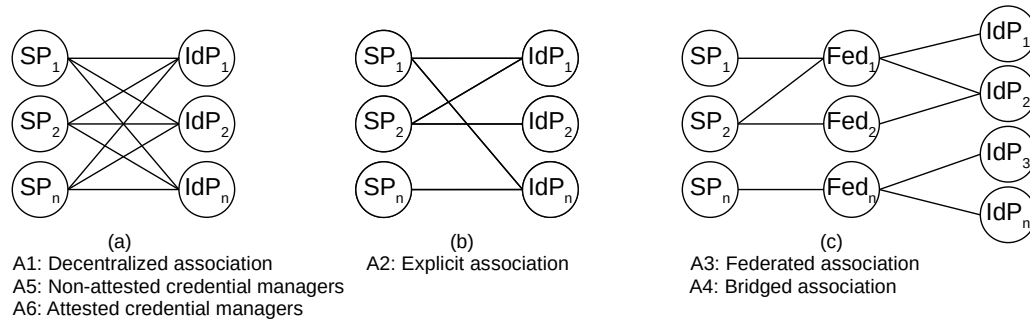 SP1 IdP1
SP2 IdP2
SPn IdPn
(a)
A1: Decentralized association
A5: Non-attested credential managers
A6: Attested credential managers
SP1 IdP1
SP2 IdP2
SPn IdPn
(b)
A2: Explicit association
SP1 Fed1 IdP1
SP2 Fed2 IdP2
SPn Fedn IdP3
IdPn
(c)
A3: Federated association
A4: Bridged association